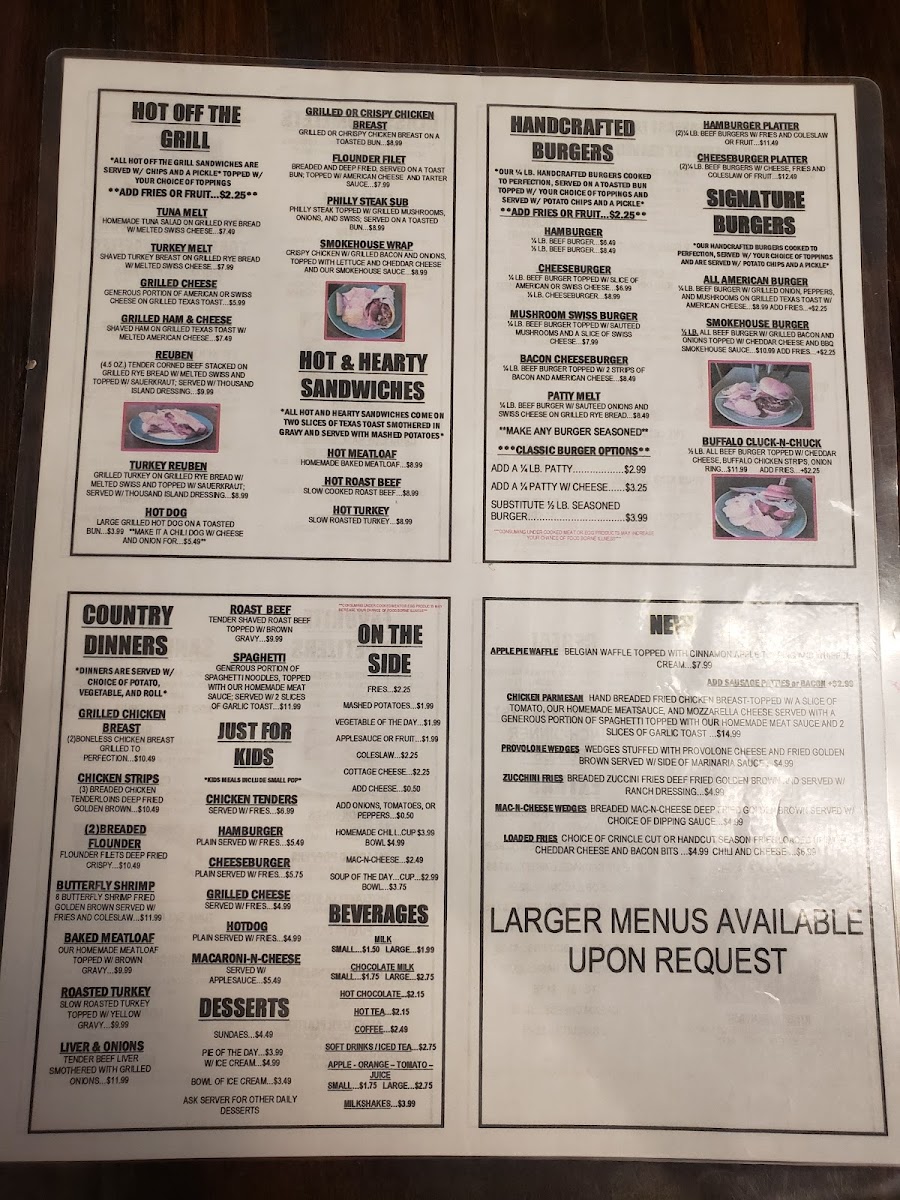 HOT OFF THE
GRILL
*ALL HOT OFF THE GRILL SANDWICHES ARE
SERVED W/ CHIPS AND A PICKLE* TOPPED W/
YOUR CHOICE OF TOPPINGS
**ADD FRIES OR FRUIT...$2.25**
TUNA MELT
HOMEMADE TUNA SALAD ON GRILLED RYE BREAD
W/ MELTED SWISS CHEESE...$7.49
TURKEY MELT
SHAVED TURKEY BREAST ON GRILLED RYE BREAD
W/ MELTED SWISS CHEESE...$7.99
GRILLED CHEESE
GENEROUS PORTION OF AMERICAN OR SWISS
CHEESE ON GRILLED TEXAS TOAST...$5.99
GRILLED HAM & CHEESE
SHAVED HAM ON GRILLED TEXAS TOAST W/
MELTED AMERICAN CHEESE...$7.49
REUBEN
(4.5 OZ.) TENDER CORNED BEEF STACKED ON
GRILLED RYE BREAD W/ MELTED SWISS AND
TOPPED W/ SAUERKRAUT; SERVED W/THOUSAND
ISLAND DRESSING...$9.99
TURKEY REUBEN
GRILLED TURKEY ON GRILLED RYE BREAD W/
MELTED SWISS AND TOPPED W/ SAUERKRAUT;
SERVED W/THOUSAND ISLAND DRESSING...$8.99
HOT DOG
LARGE GRILLED HOT DOG ON A TOASTED
BUN...$3.99 **MAKE IT A CHILI DOG W/ CHEESE
AND ONION FOR...$5.49**
GRILLED OR CRISPY CHICKEN
BREAST
GRILLED OR CHRISPY CHICKEN BREAST ON A
TOASTED BUN...$8.99
FLOUNDER FILET
BREADED AND DEEP FRIED, SERVED ON A TOAST
BUN; TOPPED W/ AMERICAN CHEESE AND TARTER
SAUCE...$7.99
PHILLY STEAK SUB
PHILLY STEAK TOPPED W/ GRILLED MUSHROOMS,
ONIONS, AND SWISS; SERVED ON A TOASTED
BUN...$8.99
SMOKEHOUSE WRAP
CRISPY CHICKEN W/ GRILLED BACON AND ONIONS,
TOPPED WITH LETTUCE AND CHEDDAR CHEESE
AND OUR SMOKEHOUSE SAUCE...$8.99
HOT & HEARTY
SANDWICHES
*ALL HOT AND HEARTY SANDWICHES COME ON
TWO SLICES OF TEXAS TOAST SMOTHERED IN
GRAVY AND SERVED WITH MASHED POTATOES*
HOT MEATLOAF
HOMEMADE BAKED MEATLOAF...$8.99
HOT ROAST BEEF
SLOW COOKED ROAST BEEF...$8.99
HOT TURKEY
SLOW ROASTED TURKEY...$8.99
HANDCRAFTED
BURGERS
*OUR ¼ LB. HANDCRAFTED BURGERS COOKED
TO PERFECTION, SERVED ON A TOASTED BUN
TOPPED W/ YOUR CHOICE OF TOPPINGS AND
SERVED W/ POTATO CHIPS AND A PICKLE*
**ADD FRIES OR FRUIT...$2.25**
HAMBURGER
¼ LB. BEEF BURGER...$6.49
½ LB. BEEF BURGER...$8.49
CHEESEBURGER
¼ LB. BEEF BURGER TOPPED W/ SLICE OF
AMERICAN OR SWISS CHEESE...$6.99
½ LB. CHEESEBURGER...$8.99
MUSHROOM SWISS BURGER
¼ LB. BEEF BURGER TOPPED W/ SAUTEED
MUSHROOMS AND A SLICE OF SWISS
CHEESE...$7.99
BACON CHEESEBURGER
¼ LB. BEEF BURGER TOPPED W/ 2 STRIPS OF
BACON AND AMERICAN CHEESE...$8.49
PATTY MELT
¼ LB. BEEF BURGER W/ SAUTEED ONIONS AND
SWISS CHEESE ON GRILLED RYE BREAD...$8.49
**MAKE ANY BURGER SEASONED**
***CLASSIC BURGER OPTIONS**
ADD A ¼ LB. PATTY..................$2.99
ADD A ¼ PATTY W/ CHEESE......$3.25
SUBSTITUTE ½ LB. SEASONED
BURGER.................................$3.99
***CONSUMING UNDER COOKED MEAT OR EGG PRODUCTS MAY INCREASE
YOUR CHANCE OF FOOD BORNE ILLNESS***
HAMBURGER PLATTER
(2)¼ LB. BEEF BURGERS W/ FRIES AND COLESLAW
OR FRUIT...$11.49
CHEESEBURGER PLATTER
(2)¼ LB. BEEF BURGERS W/ CHEESE, FRIES AND
COLESLAW OF FRUIT...$12.49
SIGNATURE
BURGERS
*OUR HANDCRAFTED BURGERS COOKED TO
PERFECTION, SERVED W/ YOUR CHOICE OF TOPPINGS
AND ARE SERVED W/ POTATO CHIPS AND A PICKLE*
ALL AMERICAN BURGER
¼ LB. BEEF BURGER W/ GRILLED ONION, PEPPERS,
AND MUSHROOMS ON GRILLED TEXAS TOAST W/
AMERICAN CHEESE...$8.99 ADD FRIES...+$2.25
SMOKEHOUSE BURGER
½ LB. ALL BEEF BURGER W/ GRILLED BACON AND
ONIONS TOPPED W/ CHEDDAR CHEESE AND BBQ
SMOKEHOUSE SAUCE...$10.99 ADD FRIES...+$2.25
BUFFALO CLUCK-N-CHUCK
½ LB. ALL BEEF BURGER TOPPED W/ CHEDDAR
CHEESE, BUFFALO CHICKEN STRIPS, ONION
RING...$11.99 ADD FRIES...+$2.25
COUNTRY
DINNERS
*DINNERS ARE SERVED W/
CHOICE OF POTATO,
VEGETABLE, AND ROLL*
GRILLED CHICKEN
BREAST
(2)BONELESS CHICKEN BREAST
GRILLED TO
PERFECTION...$10.49
CHICKEN STRIPS
(3) BREADED CHICKEN
TENDERLOINS DEEP FRIED
GOLDEN BROWN...$10.49
(2)BREADED
FLOUNDER
FLOUNDER FILETS DEEP FRIED
CRISPY...$10.49
BUTTERFLY SHRIMP
8 BUTTERFLY SHRIMP FRIED
GOLDEN BROWN SERVED W/
FRIES AND COLESLAW...$11.99
BAKED MEATLOAF
OUR HOMEMADE MEATLOAF
TOPPED W/ BROWN
GRAVY...$9.99
ROASTED TURKEY
SLOW ROASTED TURKEY
TOPPED W/ YELLOW
GRAVY...$9.99
LIVER & ONIONS
TENDER BEEF LIVER
SMOTHERED WITH GRILLED
ONIONS...$11.99
ROAST BEEF
TENDER SHAVED ROAST BEEF
TOPPED W/ BROWN
GRAVY...$9.99
SPAGHETTI
GENEROUS PORTION OF
SPAGHETTI NOODLES, TOPPED
WITH OUR HOMEMADE MEAT
SAUCE; SERVED W/ 2 SLICES
OF GARLIC TOAST...$11.99
JUST FOR
KIDS
*KIDS MEALS INCLUDE SMALL POP*
CHICKEN TENDERS
SERVED W/ FRIES...$6.99
HAMBURGER
PLAIN SERVED W/ FRIES...$5.49
CHEESEBURGER
PLAIN SERVED W/ FRIES...$5.75
GRILLED CHEESE
SERVED W/ FRIES...$4.99
HOTDOG
PLAIN SERVED W/ FRIES...$4.99
MACARONI-N-CHEESE
SERVED W/
APPLESAUCE...$5.49
DESSERTS
SUNDAES...$4.49
PIE OF THE DAY...$3.99
W/ ICE CREAM...$4.99
BOWL OF ICE CREAM...$3.49
ASK SERVER FOR OTHER DAILY
DESSERTS
ON THE
SIDE
FRIES...$2.25
MASHED POTATOES...$1.99
VEGETABLE OF THE DAY...$1.99
APPLESAUCE OR FRUIT...$1.99
COLESLAW...$2.25
COTTAGE CHEESE...$2.25
ADD CHEESE...$0.50
ADD ONIONS, TOMATOES, OR
PEPPERS...$0.50
HOMEMADE CHILI..CUP $3.99
BOWL $4.99
MAC-N-CHEESE...$2.49
SOUP OF THE DAY...CUP...$2.99
BOWL...$3.75
BEVERAGES
MILK
SMALL...$1.50 LARGE...$1.99
CHOCOLATE MILK
SMALL...$1.75 LARGE...$2.75
HOT CHOCOLATE...$2.15
HOT TEA...$2.15
COFFEE...$2.49
SOFT DRINKS / ICED TEA...$2.75
APPLE - ORANGE – TOMATO –
JUICE
SMALL...$1.75 LARGE...$2.75
MILKSHAKES...$3.99
APPLE PIE WAFFLE BELGIAN WAFFLE TOPPED WITH CINNAMON APPLE
CREAM...$7.99
ADD SAUSAGE PATTIES or BACON +$2.99
CHICKEN PARMESAN HAND BREADED FRIED CHICKEN BREAST-TOPPED W/ A SLICE OF
TOMATO, OUR HOMEMADE MEATSAUCE, AND MOZZARELLA CHEESE SERVED WITH A
GENEROUS PORTION OF SPAGHETTI TOPPED WITH OUR HOMEMADE MEAT SAUCE AND 2
SLICES OF GARLIC TOAST ...$14.99
PROVOLONE WEDGES WEDGES STUFFED WITH PROVOLONE CHEESE AND FRIED GOLDEN
BROWN SERVED W/ SIDE OF MARINARIA SAUCE...$4.99
ZUCCHINI FRIES BREADED ZUCCINI FRIES DEEF FRIED GOLDEN BROWN AND SERVED W/
RANCH DRESSING...$4.99
MAC-N-CHEESE WEDGES BREADED MAC-N-CHEESE DEEP FRIED GOLDEN BROWN SERVED W/
CHOICE OF DIPPING SAUCE...$4.99
LOADED FRIES CHOICE OF CRINCLE CUT OR HANDCUT SEASON FRIES LOADED
CHEDDAR CHEESE AND BACON BITS ...$4.99 CHILI AND CHEESE...$6.99
LARGER MENUS AVAILABLE
UPON REQUEST